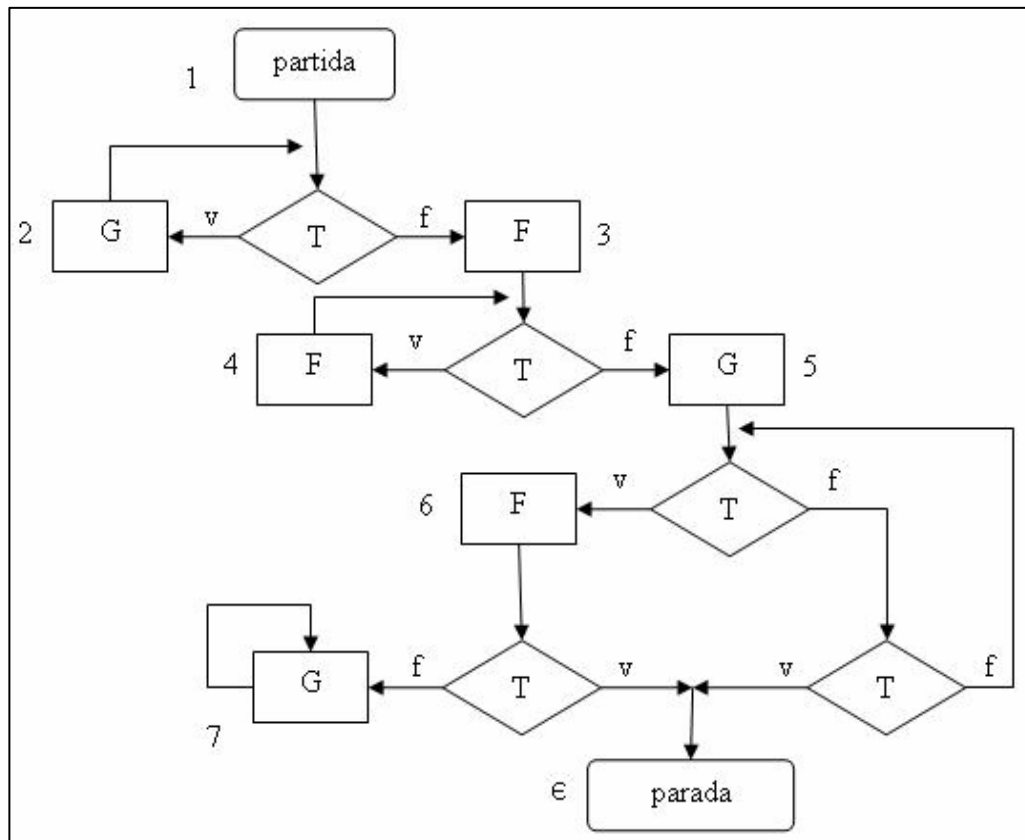 partida
1
2 G v T f F 3
4 F v T f G 5
6 F v T f
7 G f T v v T f
ϵ parada